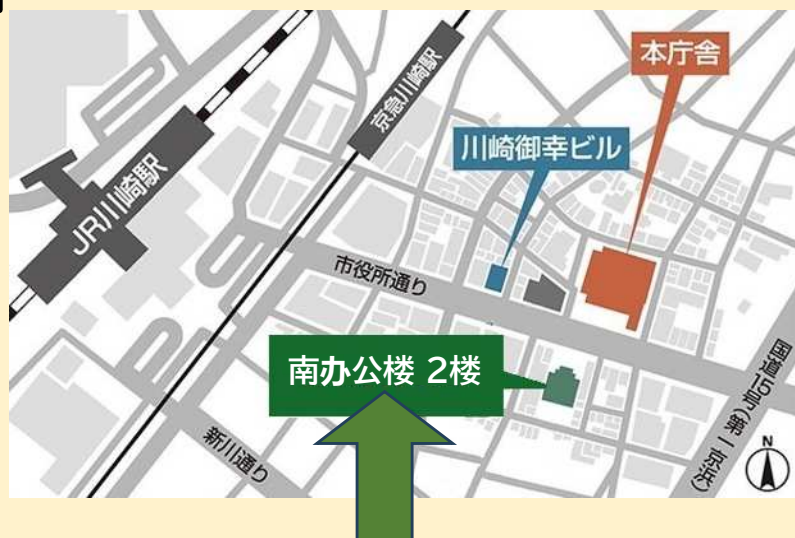 本庁舎
京急川崎駅
川崎御幸ビル
JR川崎駅
市役所通り
南办公楼 2楼
国道15号(第一京浜)
新川通り
N